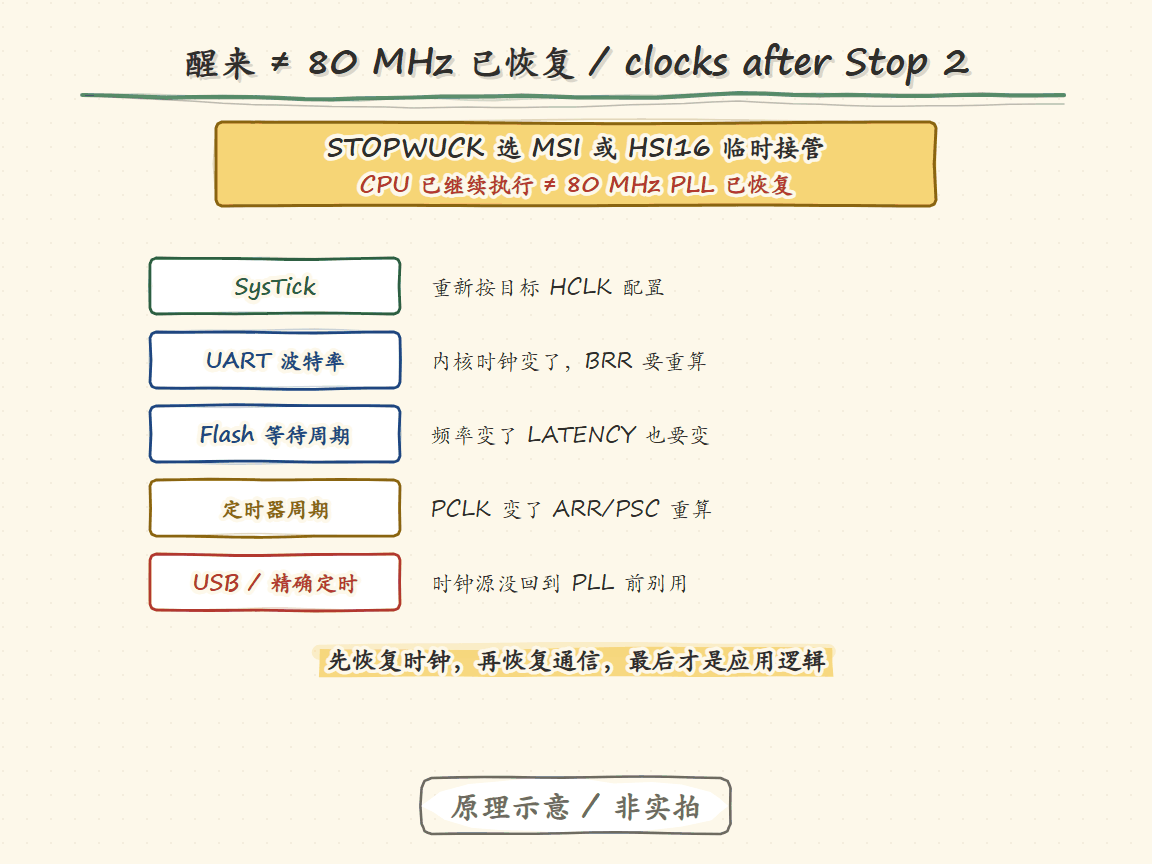 醒来 ≠ 80 MHz 已恢复 / clocks after Stop 2
STOPWUCK 选 MSI 或 HSI16 临时接管
CPU 已继续执行 ≠ 80 MHz PLL 已恢复
SysTick
重新按目标 HCLK 配置
UART 波特率
内核时钟变了，BRR 要重算
Flash 等待周期
频率变了 LATENCY 也要变
定时器周期
PCLK 变了 ARR/PSC 重算
USB / 精确定时
时钟源没回到 PLL 前别用
先恢复时钟，再恢复通信，最后才是应用逻辑
原理示意 / 非实拍